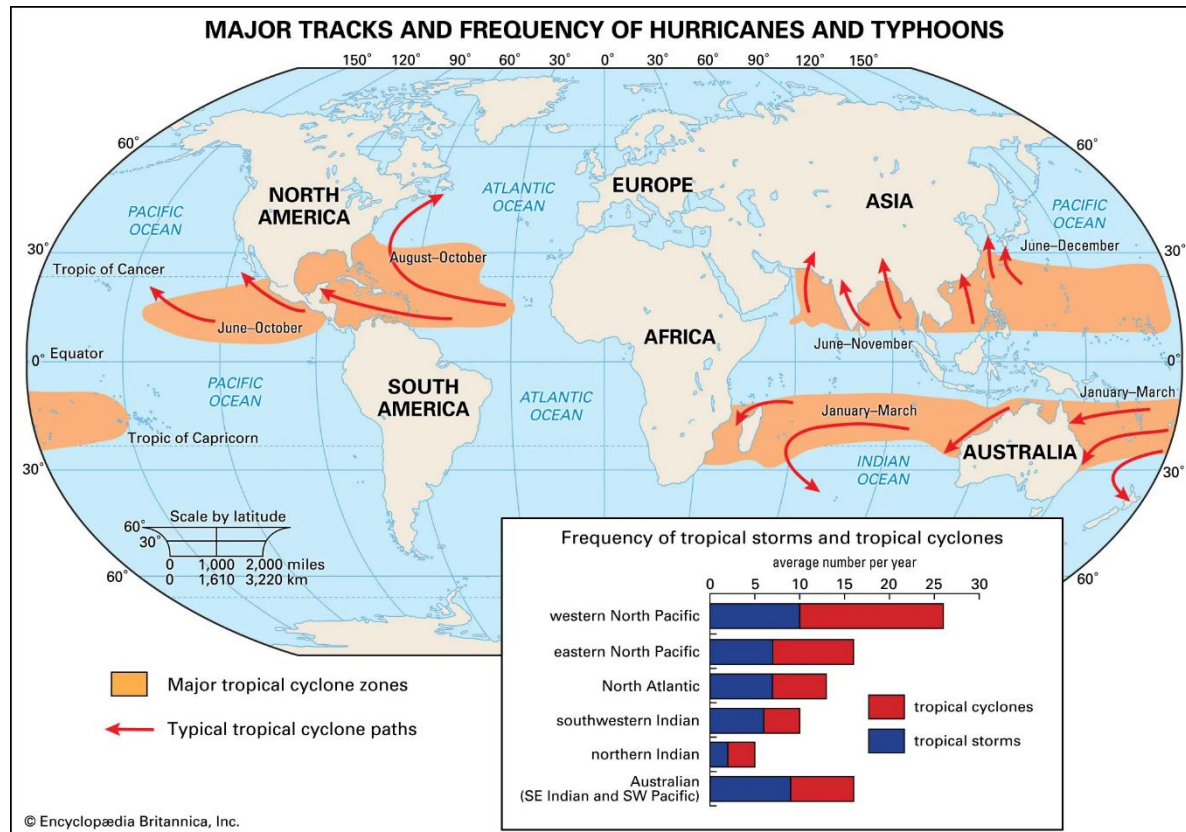 MAJOR TRACKS AND FREQUENCY OF HURRICANES AND TYPHOONS
150° 120° 90° 60° 30° 0° 30° 60° 90° 120° 150°
60°
60°
NORTH
AMERICA
ATLANTIC
OCEAN
EUROPE
ASIA
PACIFIC
OCEAN
PACIFIC
OCEAN
30°
Tropic of Cancer
August–October
June–December
30°
June–October
AFRICA
June–November
0°
Equator
0°
PACIFIC
OCEAN
SOUTH
AMERICA
ATLANTIC
OCEAN
January–March
January–March
Tropic of Capricorn
INDIAN
OCEAN
AUSTRALIA
30°
30°
Scale by latitude
60°
30°
0 1,000 2,000 miles
0 1,610 3,220 km
60°
60°
Major tropical cyclone zones
Typical tropical cyclone paths
Frequency of tropical storms and tropical cyclones
average number per year
0 5 10 15 20 25 30
western North Pacific
eastern North Pacific
North Atlantic
southwestern Indian
northern Indian
Australian
(SE Indian and SW Pacific)
tropical cyclones
tropical storms
© Encyclopædia Britannica, Inc.